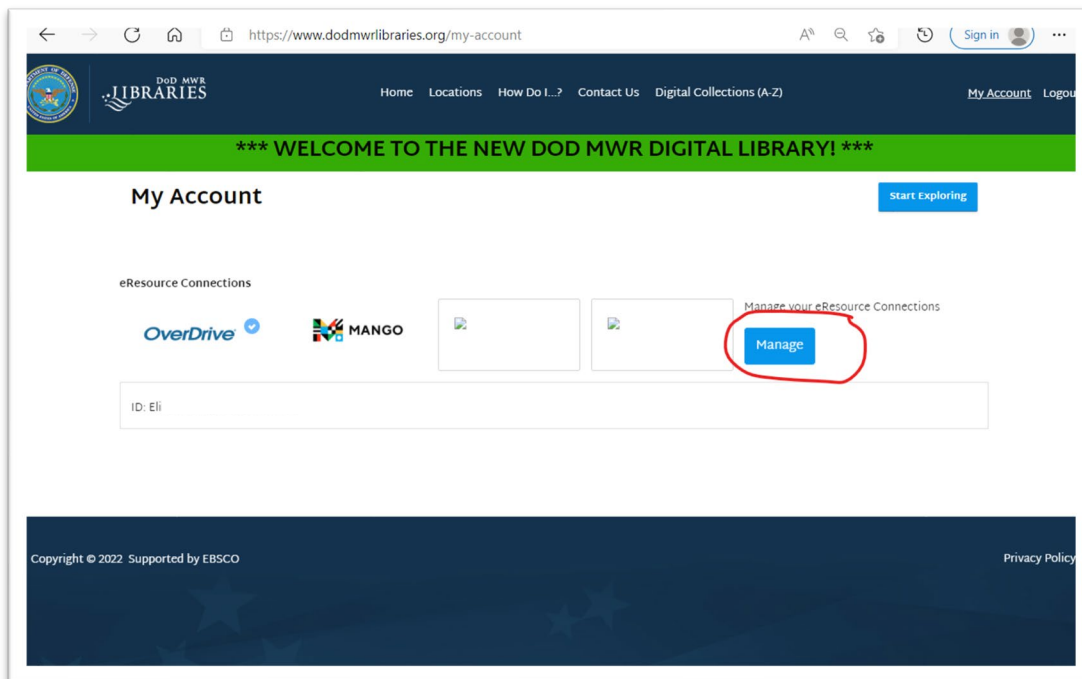 https://www.dodmwrlibraries.org/my-account
Sign in
DoD MWR
LIBRARIES
Home Locations How Do I...? Contact Us Digital Collections (A-Z) My Account Logou
*** WELCOME TO THE NEW DOD MWR DIGITAL LIBRARY! ***
My Account
Start Exploring
eResource Connections
Manage your eResource Connections
OverDrive MANGO
Manage
ID: Eli
Copyright © 2022 Supported by EBSCO Privacy Policy